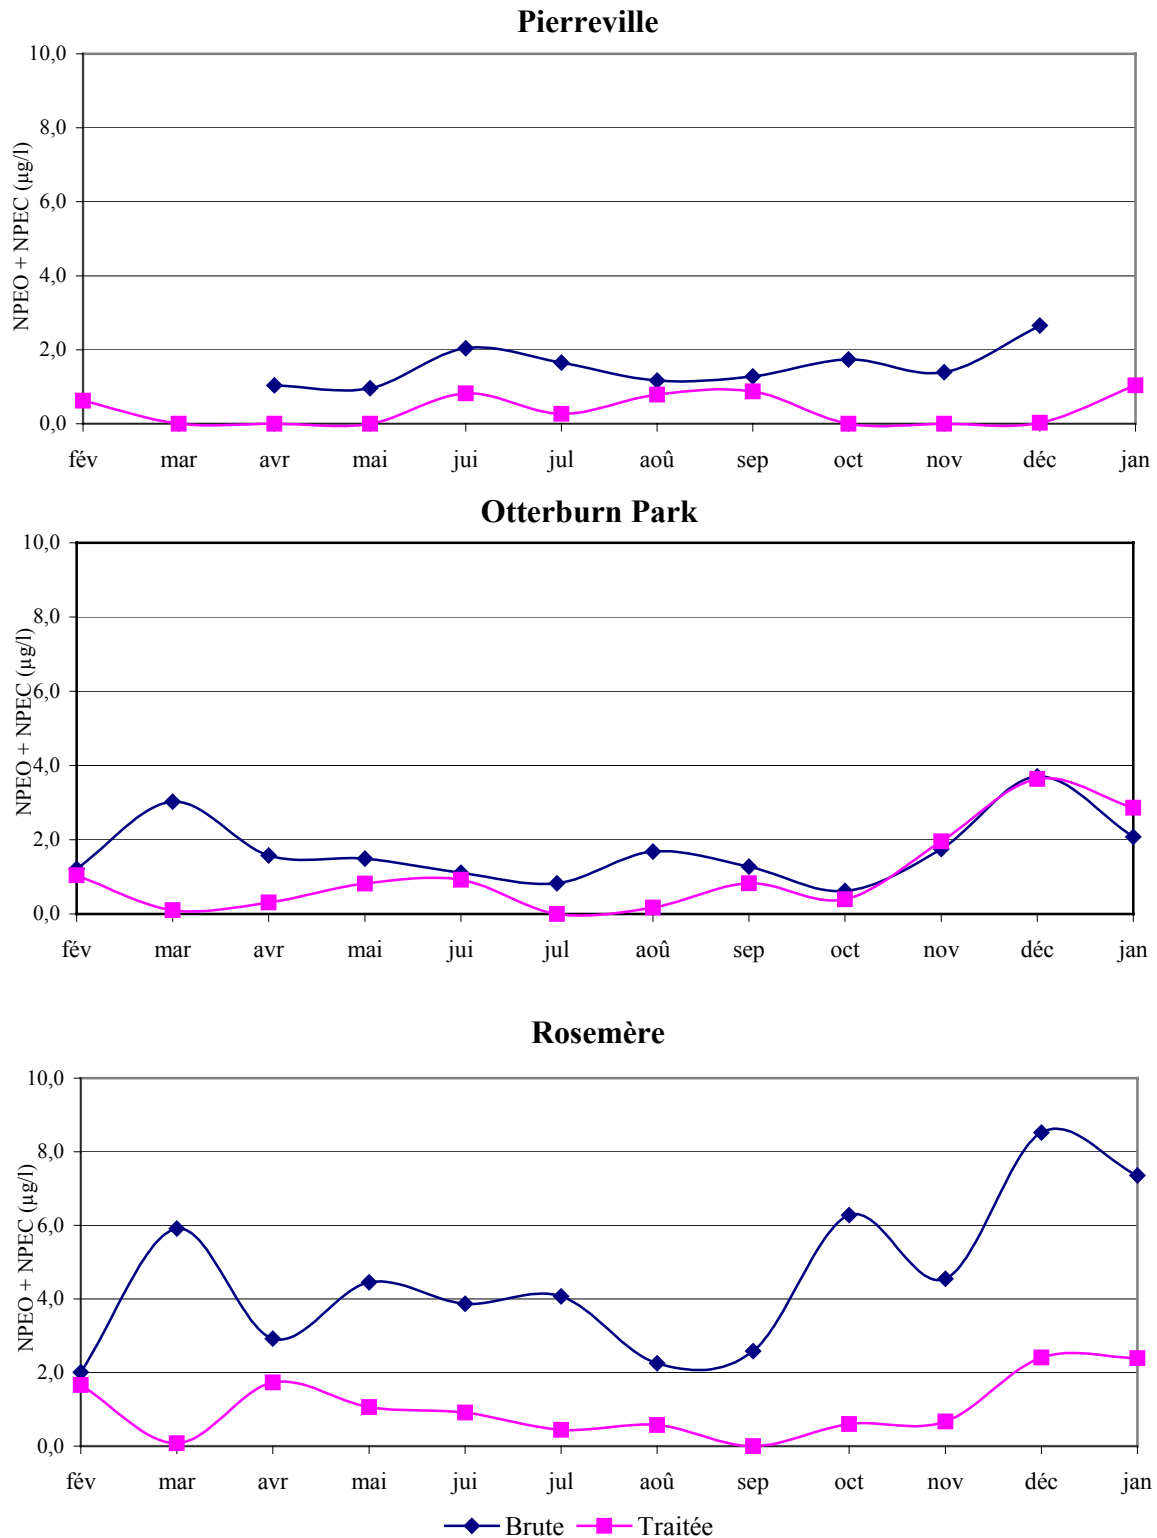 Pierreville
NPEO + NPEC (µg/l)
10,0
8,0
6,0
4,0
2,0
0,0
fév mar avr mai jui jul aoû sep oct nov déc jan
Otterburn Park
NPEO + NPEC (µg/l)
10,0
8,0
6,0
4,0
2,0
0,0
fév mar avr mai jui jul aoû sep oct nov déc jan
Rosemère
NPEO + NPEC (µg/l)
10,0
8,0
6,0
4,0
2,0
0,0
fév mar avr mai jui jul aoû sep oct nov déc jan
Brute Traitée